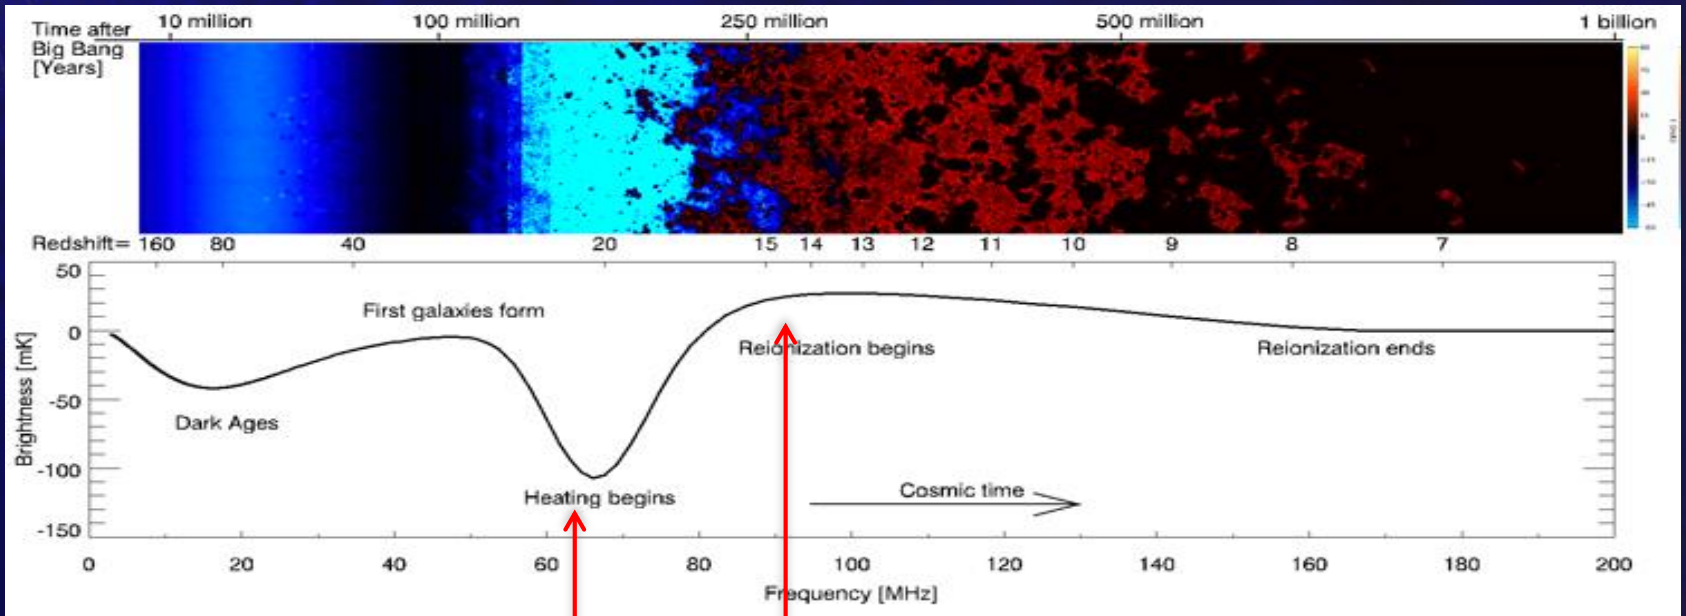 Time after
Big Bang
[Years]
10 million 100 million 250 million 500 million 1 billion
Redshift= 160 80 40 20 15 14 13 12 11 10 9 8 7
50
0
-50
-100
-150
Brightness [mK]
First galaxies form
Dark Ages
Heating begins
Reionization begins
Reionization ends
Cosmic time
0 20 40 60 80 100 120 140 160 180 200
Frequency [MHz]